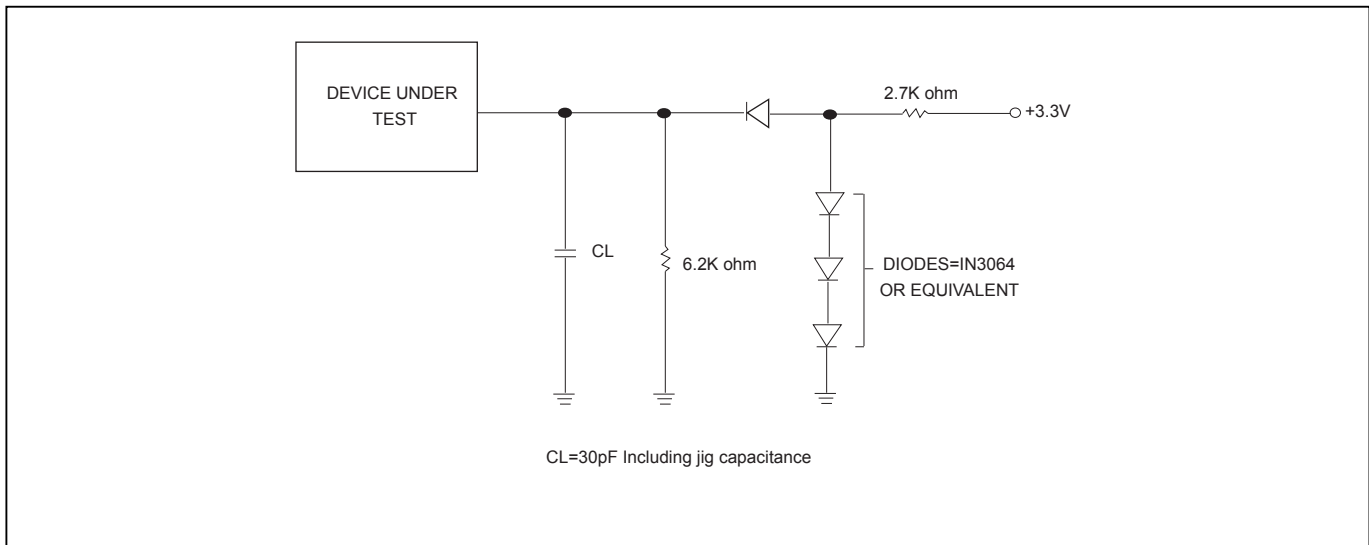 DEVICE UNDER
TEST
2.7K ohm
+3.3V
CL
6.2K ohm
DIODES=IN3064
OR EQUIVALENT
CL=30pF Including jig capacitance